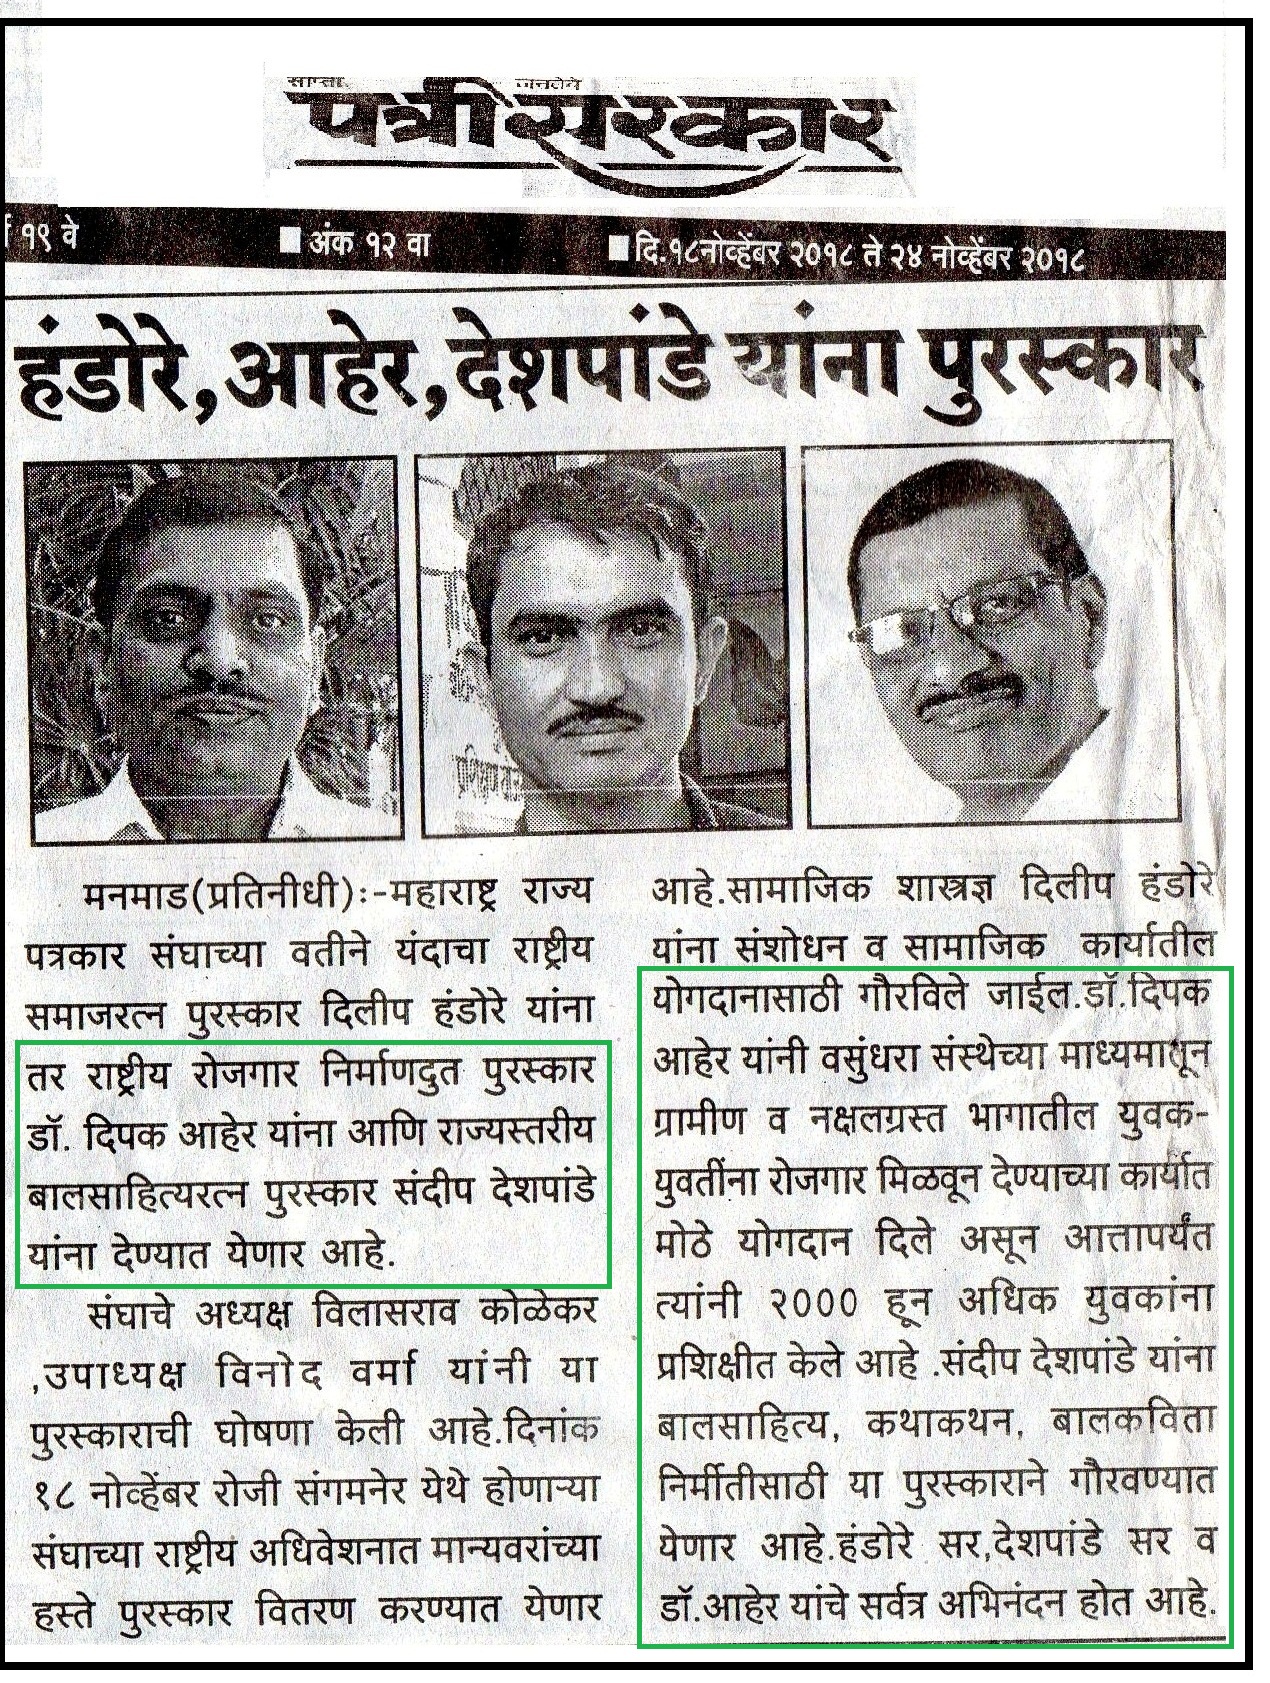 साप्ता. जनतेचे
पत्रीसरकार
१९ वे ■ अंक १२ वा ■ दि.१८नोव्हेंबर २०१८ ते २४ नोव्हेंबर २०१८
हंडोरे,आहेर,देशपांडे यांना पुरस्कार
मनमाड(प्रतिनीधी):-महाराष्ट्र राज्य
पत्रकार संघाच्या वतीने यंदाचा राष्ट्रीय
समाजरत्न पुरस्कार दिलीप हंडोरे यांना
तर राष्ट्रीय रोजगार निर्माणदुत पुरस्कार
डॉ. दिपक आहेर यांना आणि राज्यस्तरीय
बालसाहित्यरत्न पुरस्कार संदीप देशपांडे
यांना देण्यात येणार आहे.
संघाचे अध्यक्ष विलासराव कोळेकर
,उपाध्यक्ष विनोद वर्मा यांनी या
पुरस्काराची घोषणा केली आहे.दिनांक
१८ नोव्हेंबर रोजी संगमनेर येथे होणाऱ्या
संघाच्या राष्ट्रीय अधिवेशनात मान्यवरांच्या
हस्ते पुरस्कार वितरण करण्यात येणार
आहे.सामाजिक शास्त्रज्ञ दिलीप हंडोरे
यांना संशोधन व सामाजिक कार्यातील
योगदानासाठी गौरविले जाईल.डॉ.दिपक
आहेर यांनी वसुंधरा संस्थेच्या माध्यमातून
ग्रामीण व नक्षलग्रस्त भागातील युवक-
युवतींना रोजगार मिळवून देण्याच्या कार्यात
मोठे योगदान दिले असून आत्तापर्यंत
त्यांनी २000 हून अधिक युवकांना
प्रशिक्षीत केले आहे .संदीप देशपांडे यांना
बालसाहित्य, कथाकथन, बालकविता
निर्मीतीसाठी या पुरस्काराने गौरवण्यात
येणार आहे.हंडोरे सर,देशपांडे सर व
डॉ.आहेर यांचे सर्वत्र अभिनंदन होत आहे.